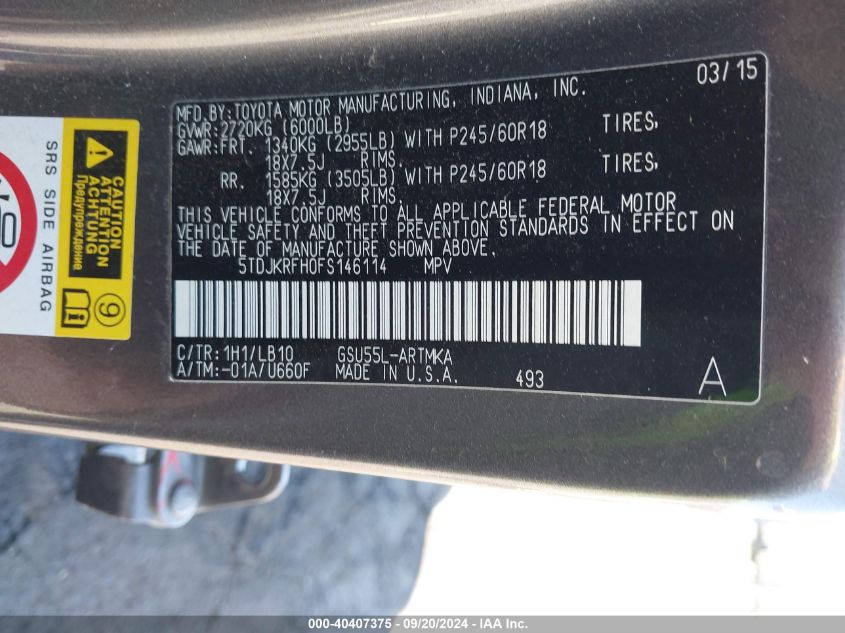 03/15
MFD.BY:TOYOTA MOTOR MANUFACTURING, INDIANA, INC.
GVWR:2720KG (6000LB)
GAWR:FRT. 1340KG (2955LB) WITH P245/60R18 TIRES,
18X7.5J RIMS.
RR. 1585KG (3505LB) WITH P245/60R18 TIRES,
18X7.5J RIMS.
THIS VEHICLE CONFORMS TO ALL APPLICABLE FEDERAL MOTOR
VEHICLE SAFETY AND THEFT PREVENTION STANDARDS IN EFFECT ON
THE DATE OF MANUFACTURE SHOWN ABOVE.
5TDJKRFH0FS146114 MPV
C/TR:1H1/LB10 GSU55L-ARTMKA
A/TM:-01A/U660F MADE IN U.S.A. 493 A
SRS SIDE AIRBAG
CAUTION
ATTENTION
ACHTUNG
Предупреждение
9
000-40407375 - 09/20/2024 - IAA Inc.